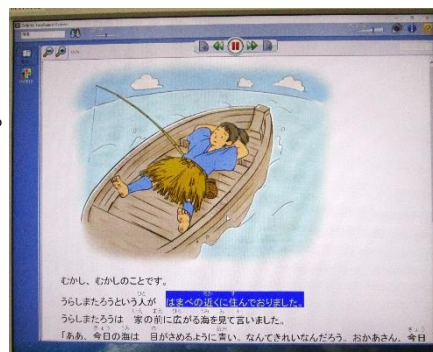 むかし、むかしのことです。
うらしまたろうという人が はまべの近くに住んでおりました。
うらしまたろうは 家の前に広がる海を見て言いました。
「ああ、今日の海は 目がさめるように青い。なんてきれいなんだろう。おかあさん、今日